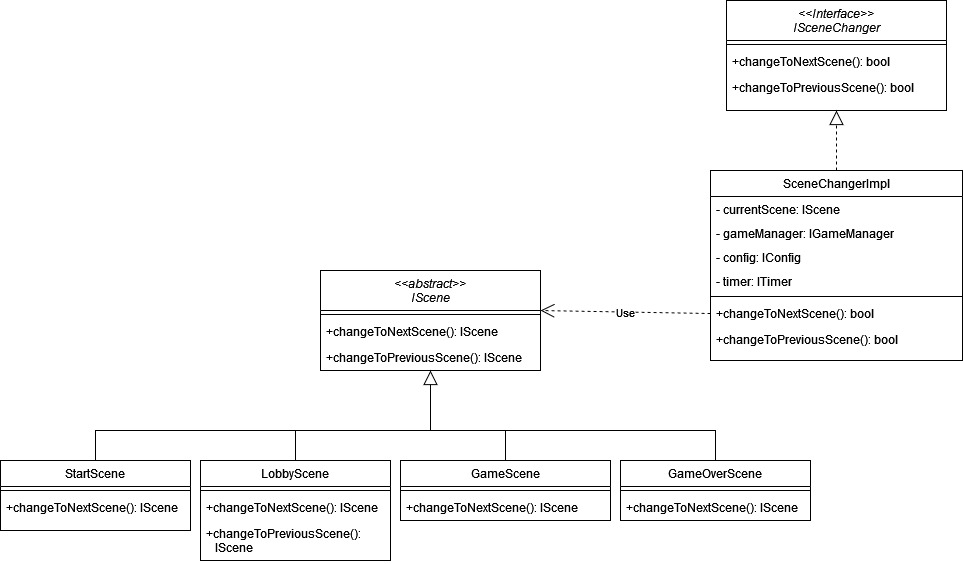 <<Interface>>
ISceneChanger
+changeToNextScene(): bool
+changeToPreviousScene(): bool
SceneChangerImpl
- currentScene: IScene
- gameManager: IGameManager
- config: IConfig
- timer: ITimer
+changeToNextScene(): bool
+changeToPreviousScene(): bool
Use
<<abstract>>
IScene
+changeToNextScene(): IScene
+changeToPreviousScene(): IScene
StartScene
+changeToNextScene(): IScene
LobbyScene
+changeToNextScene(): IScene
+changeToPreviousScene():
IScene
GameScene
+changeToNextScene(): IScene
GameOverScene
+changeToNextScene(): IScene